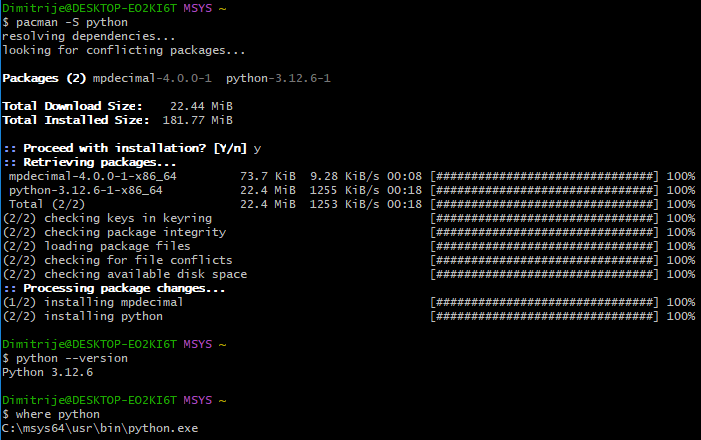 Dimitrije@DESKTOP-EO2KI6T MSYS ~
$ pacman -S python
resolving dependencies...
looking for conflicting packages...
Packages (2) mpdecimal-4.0.0-1  python-3.12.6-1
Total Download Size:    22.44 MiB
Total Installed Size:  181.77 MiB
:: Proceed with installation? [Y/n] y
:: Retrieving packages...
mpdecimal-4.0.0-1-x86_64         73.7 KiB  9.28 KiB/s 00:08 [###############################] 100%
python-3.12.6-1-x86_64           22.4 MiB  1255 KiB/s 00:18 [###############################] 100%
Total (2/2)                      22.4 MiB  1253 KiB/s 00:18 [###############################] 100%
(2/2) checking keys in keyring                               [###############################] 100%
(2/2) checking package integrity                             [###############################] 100%
(2/2) loading package files                                  [###############################] 100%
(2/2) checking for file conflicts                            [###############################] 100%
(2/2) checking available disk space                          [###############################] 100%
:: Processing package changes...
(1/2) installing mpdecimal                                   [###############################] 100%
(2/2) installing python                                      [###############################] 100%
Dimitrije@DESKTOP-EO2KI6T MSYS ~
$ python --version
Python 3.12.6
Dimitrije@DESKTOP-EO2KI6T MSYS ~
$ where python
C:\msys64\usr\bin\python.exe